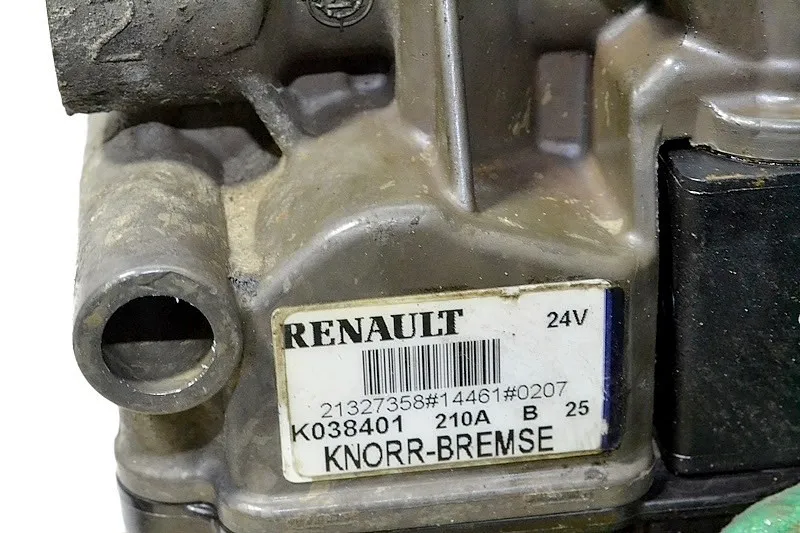 RENAULT 24V
21327358#14461#0207
K038401 210A B 25
KNORR-BREMSE